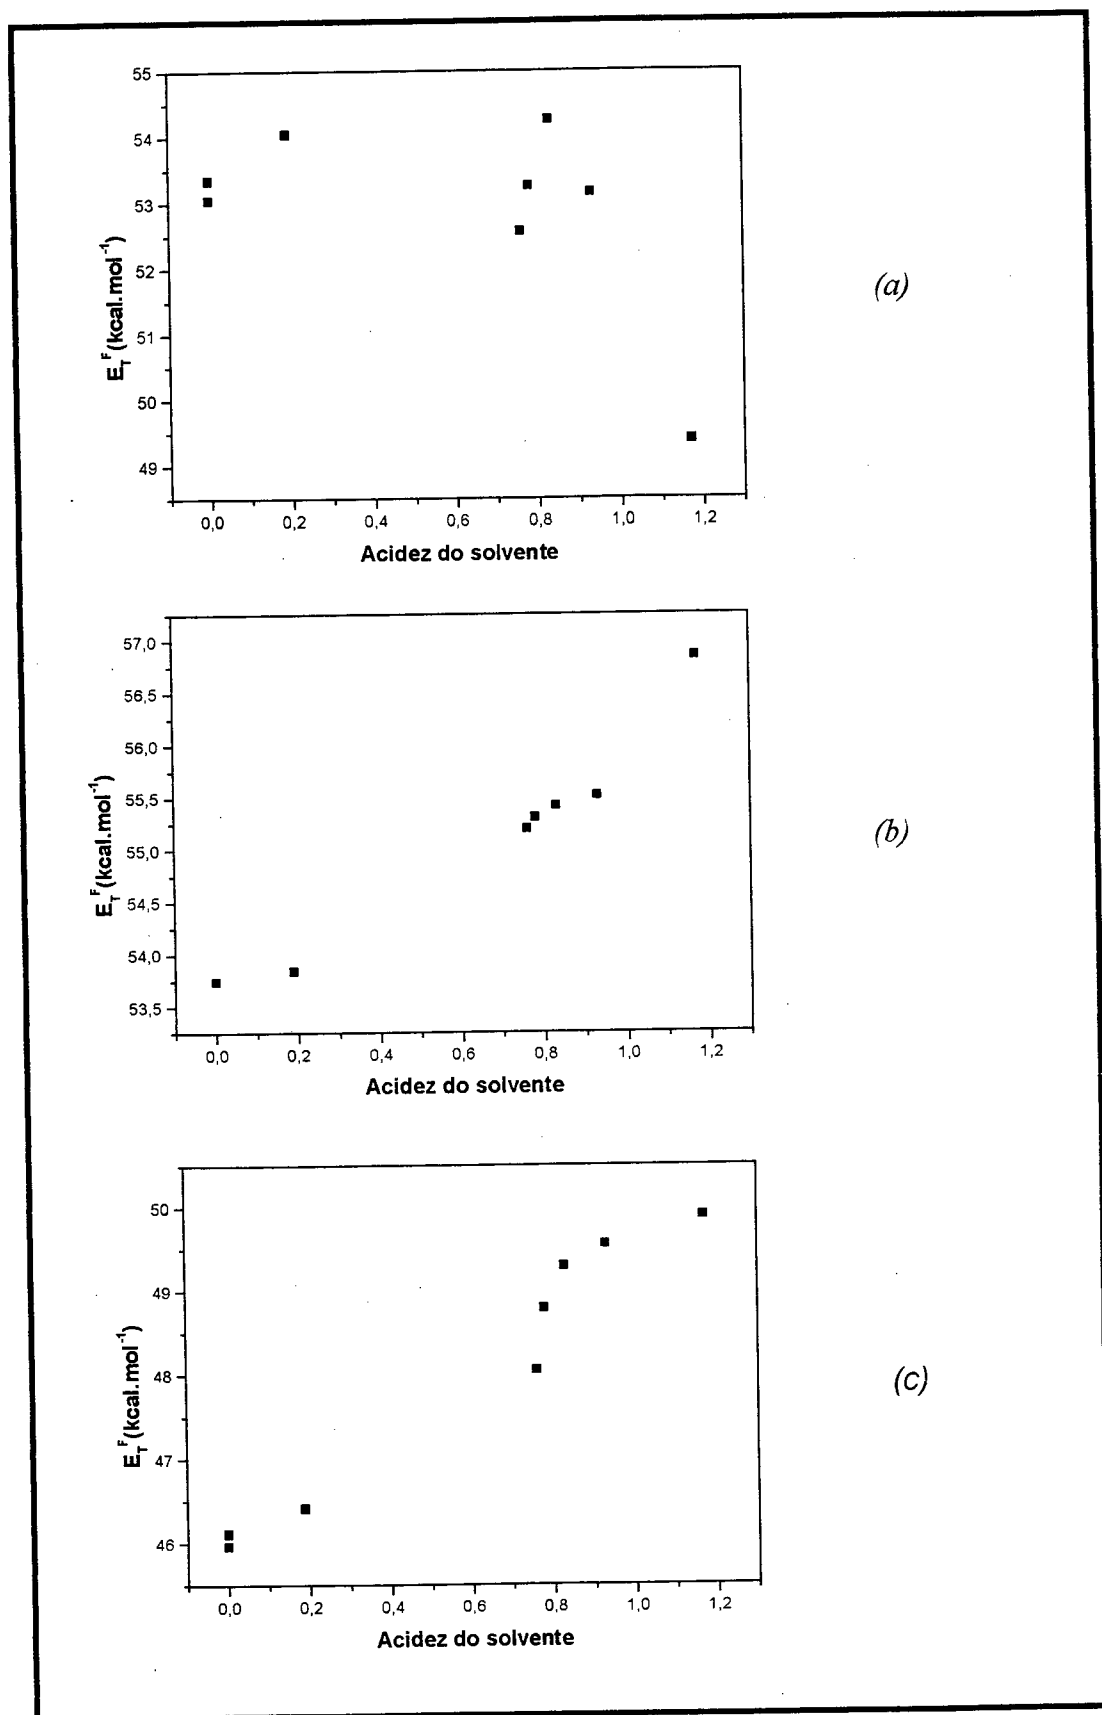 55
54
53
52
51
50
49
E_T^F (kcal.mol^-1)
0,0 0,2 0,4 0,6 0,8 1,0 1,2
Acidez do solvente
(a)
57,0
56,5
56,0
55,5
55,0
54,5
54,0
53,5
E_T^F (kcal.mol^-1)
0,0 0,2 0,4 0,6 0,8 1,0 1,2
Acidez do solvente
(b)
50
49
48
47
46
E_T^F (kcal.mol^-1)
0,0 0,2 0,4 0,6 0,8 1,0 1,2
Acidez do solvente
(c)